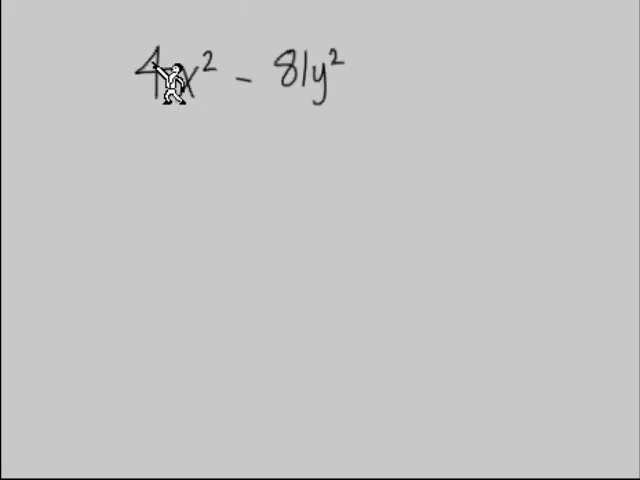 4x² – 81y²